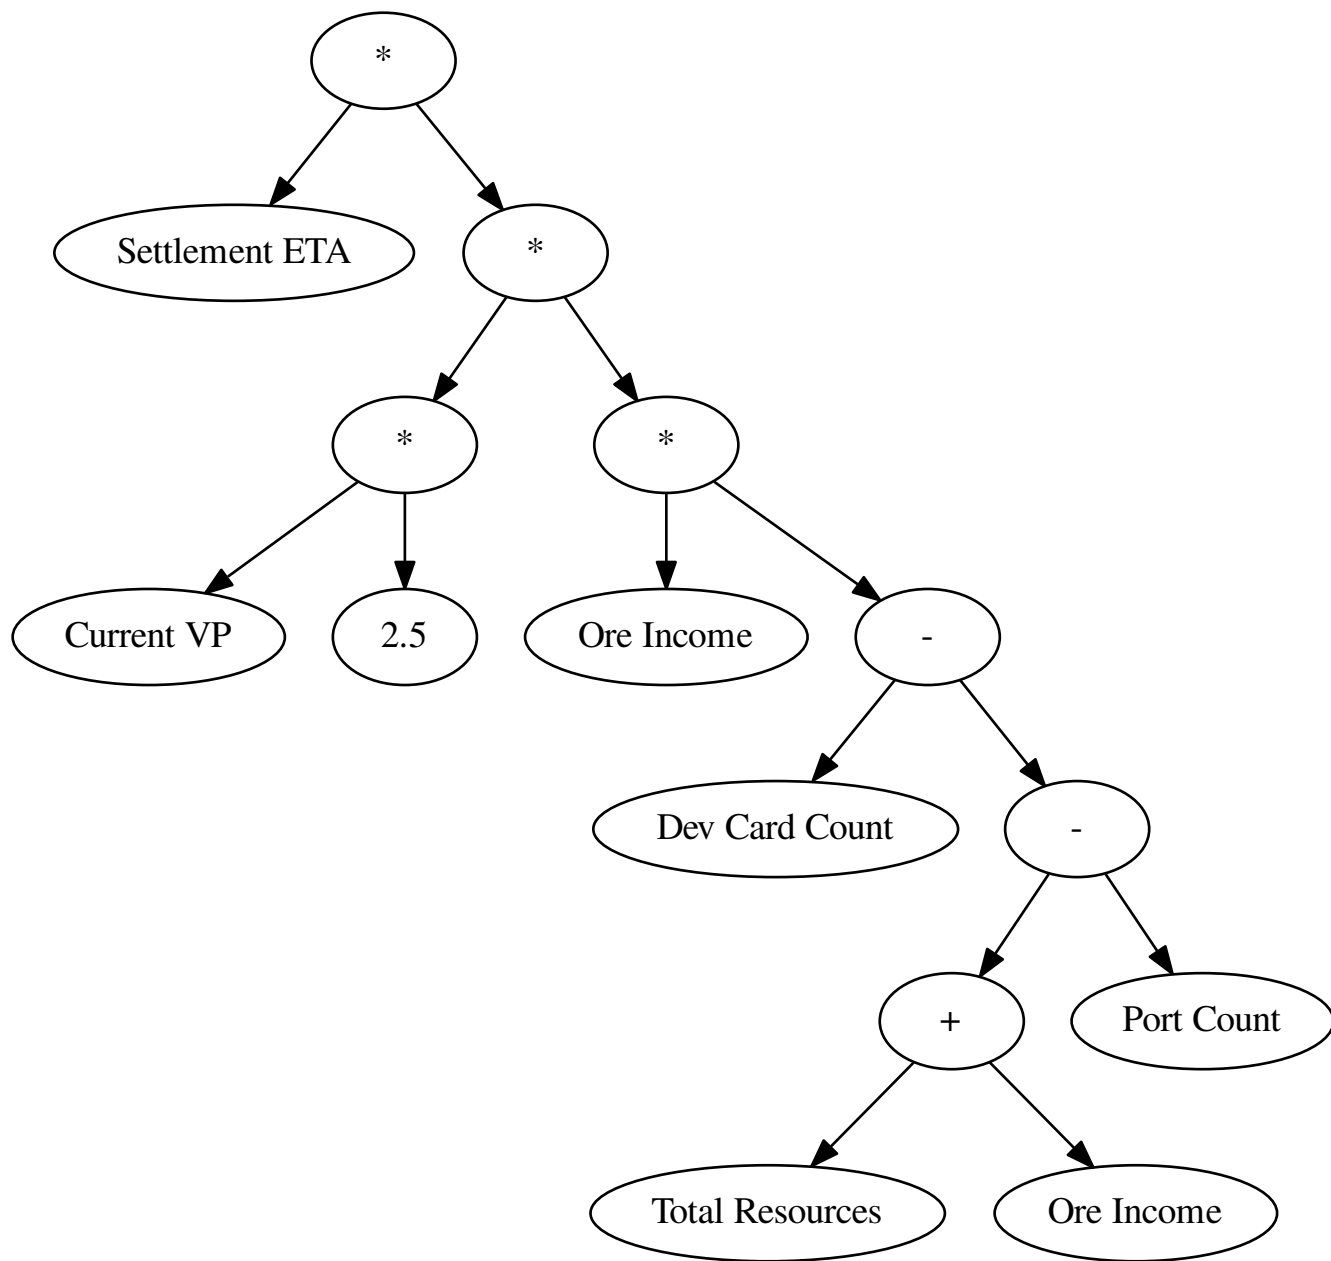 *
Settlement ETA
*
*
*
Current VP
2.5
Ore Income
-
Dev Card Count
-
+
Port Count
Total Resources
Ore Income